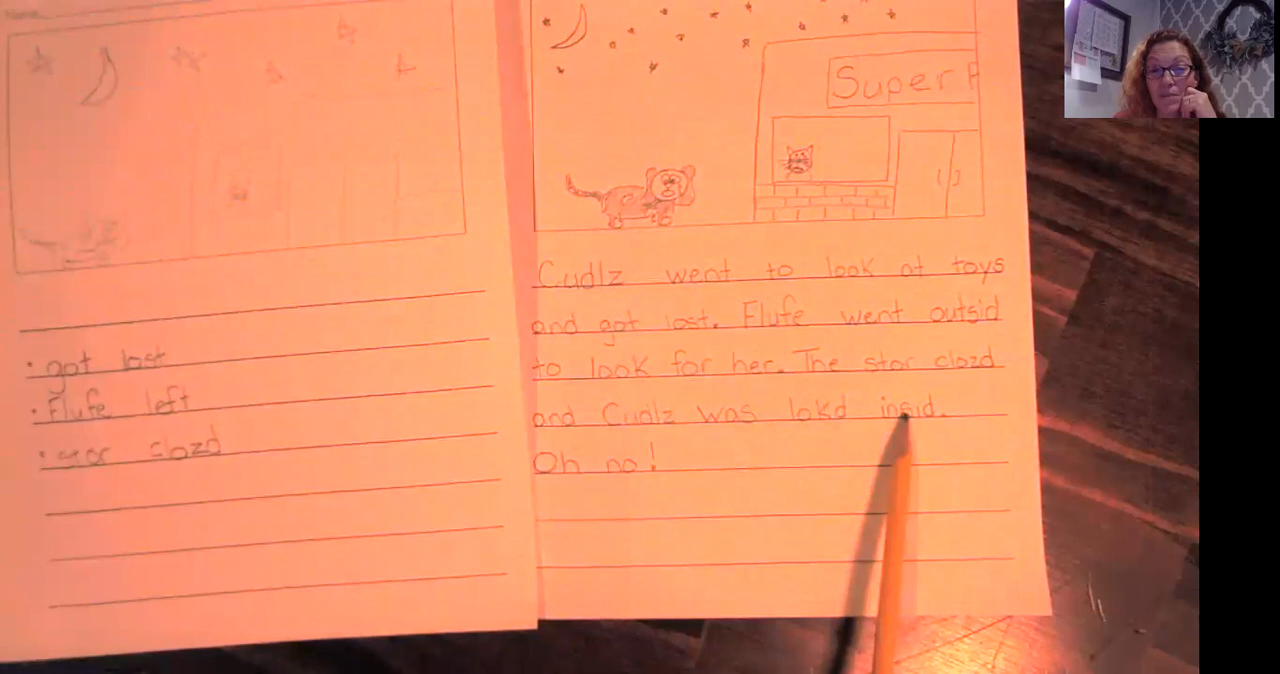 Name
• got lost
• Flufe left
• stor clozd
Super P
Cudlz went to look at toys
and got lost. Flufe went outsid
to look for her. The stor clozd
and Cudlz was lokd insid.
Oh no!